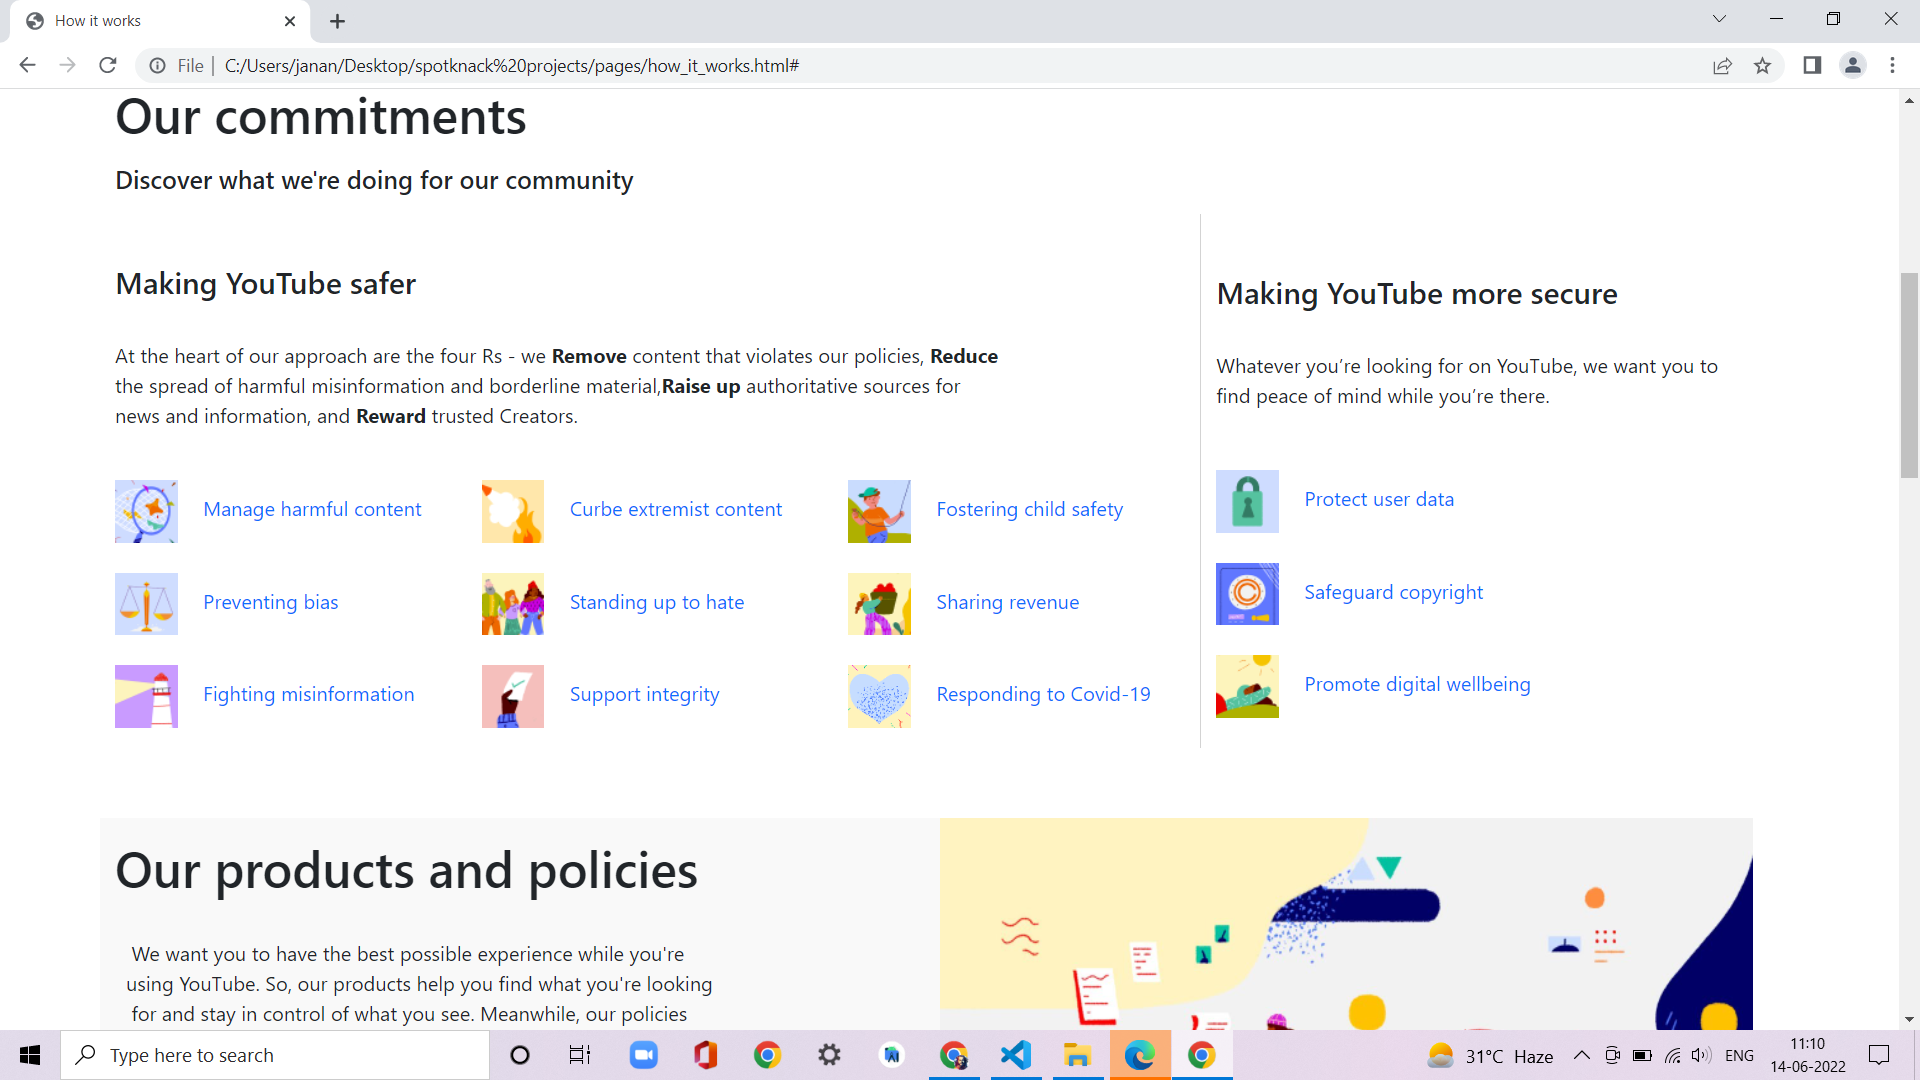 How it works
File | C:/Users/janan/Desktop/spotknack%20projects/pages/how_it_works.html#
Our commitments
Discover what we're doing for our community
Making YouTube safer
At the heart of our approach are the four Rs - we Remove content that violates our policies, Reduce
the spread of harmful misinformation and borderline material,Raise up authoritative sources for
news and information, and Reward trusted Creators.
Manage harmful content
Curbe extremist content
Fostering child safety
Preventing bias
Standing up to hate
Sharing revenue
Fighting misinformation
Support integrity
Responding to Covid-19
Making YouTube more secure
Whatever you’re looking for on YouTube, we want you to
find peace of mind while you’re there.
Protect user data
Safeguard copyright
Promote digital wellbeing
Our products and policies
We want you to have the best possible experience while you're
using YouTube. So, our products help you find what you're looking
for and stay in control of what you see. Meanwhile, our policies
Type here to search
31°C Haze
ENG
11:10
14-06-2022